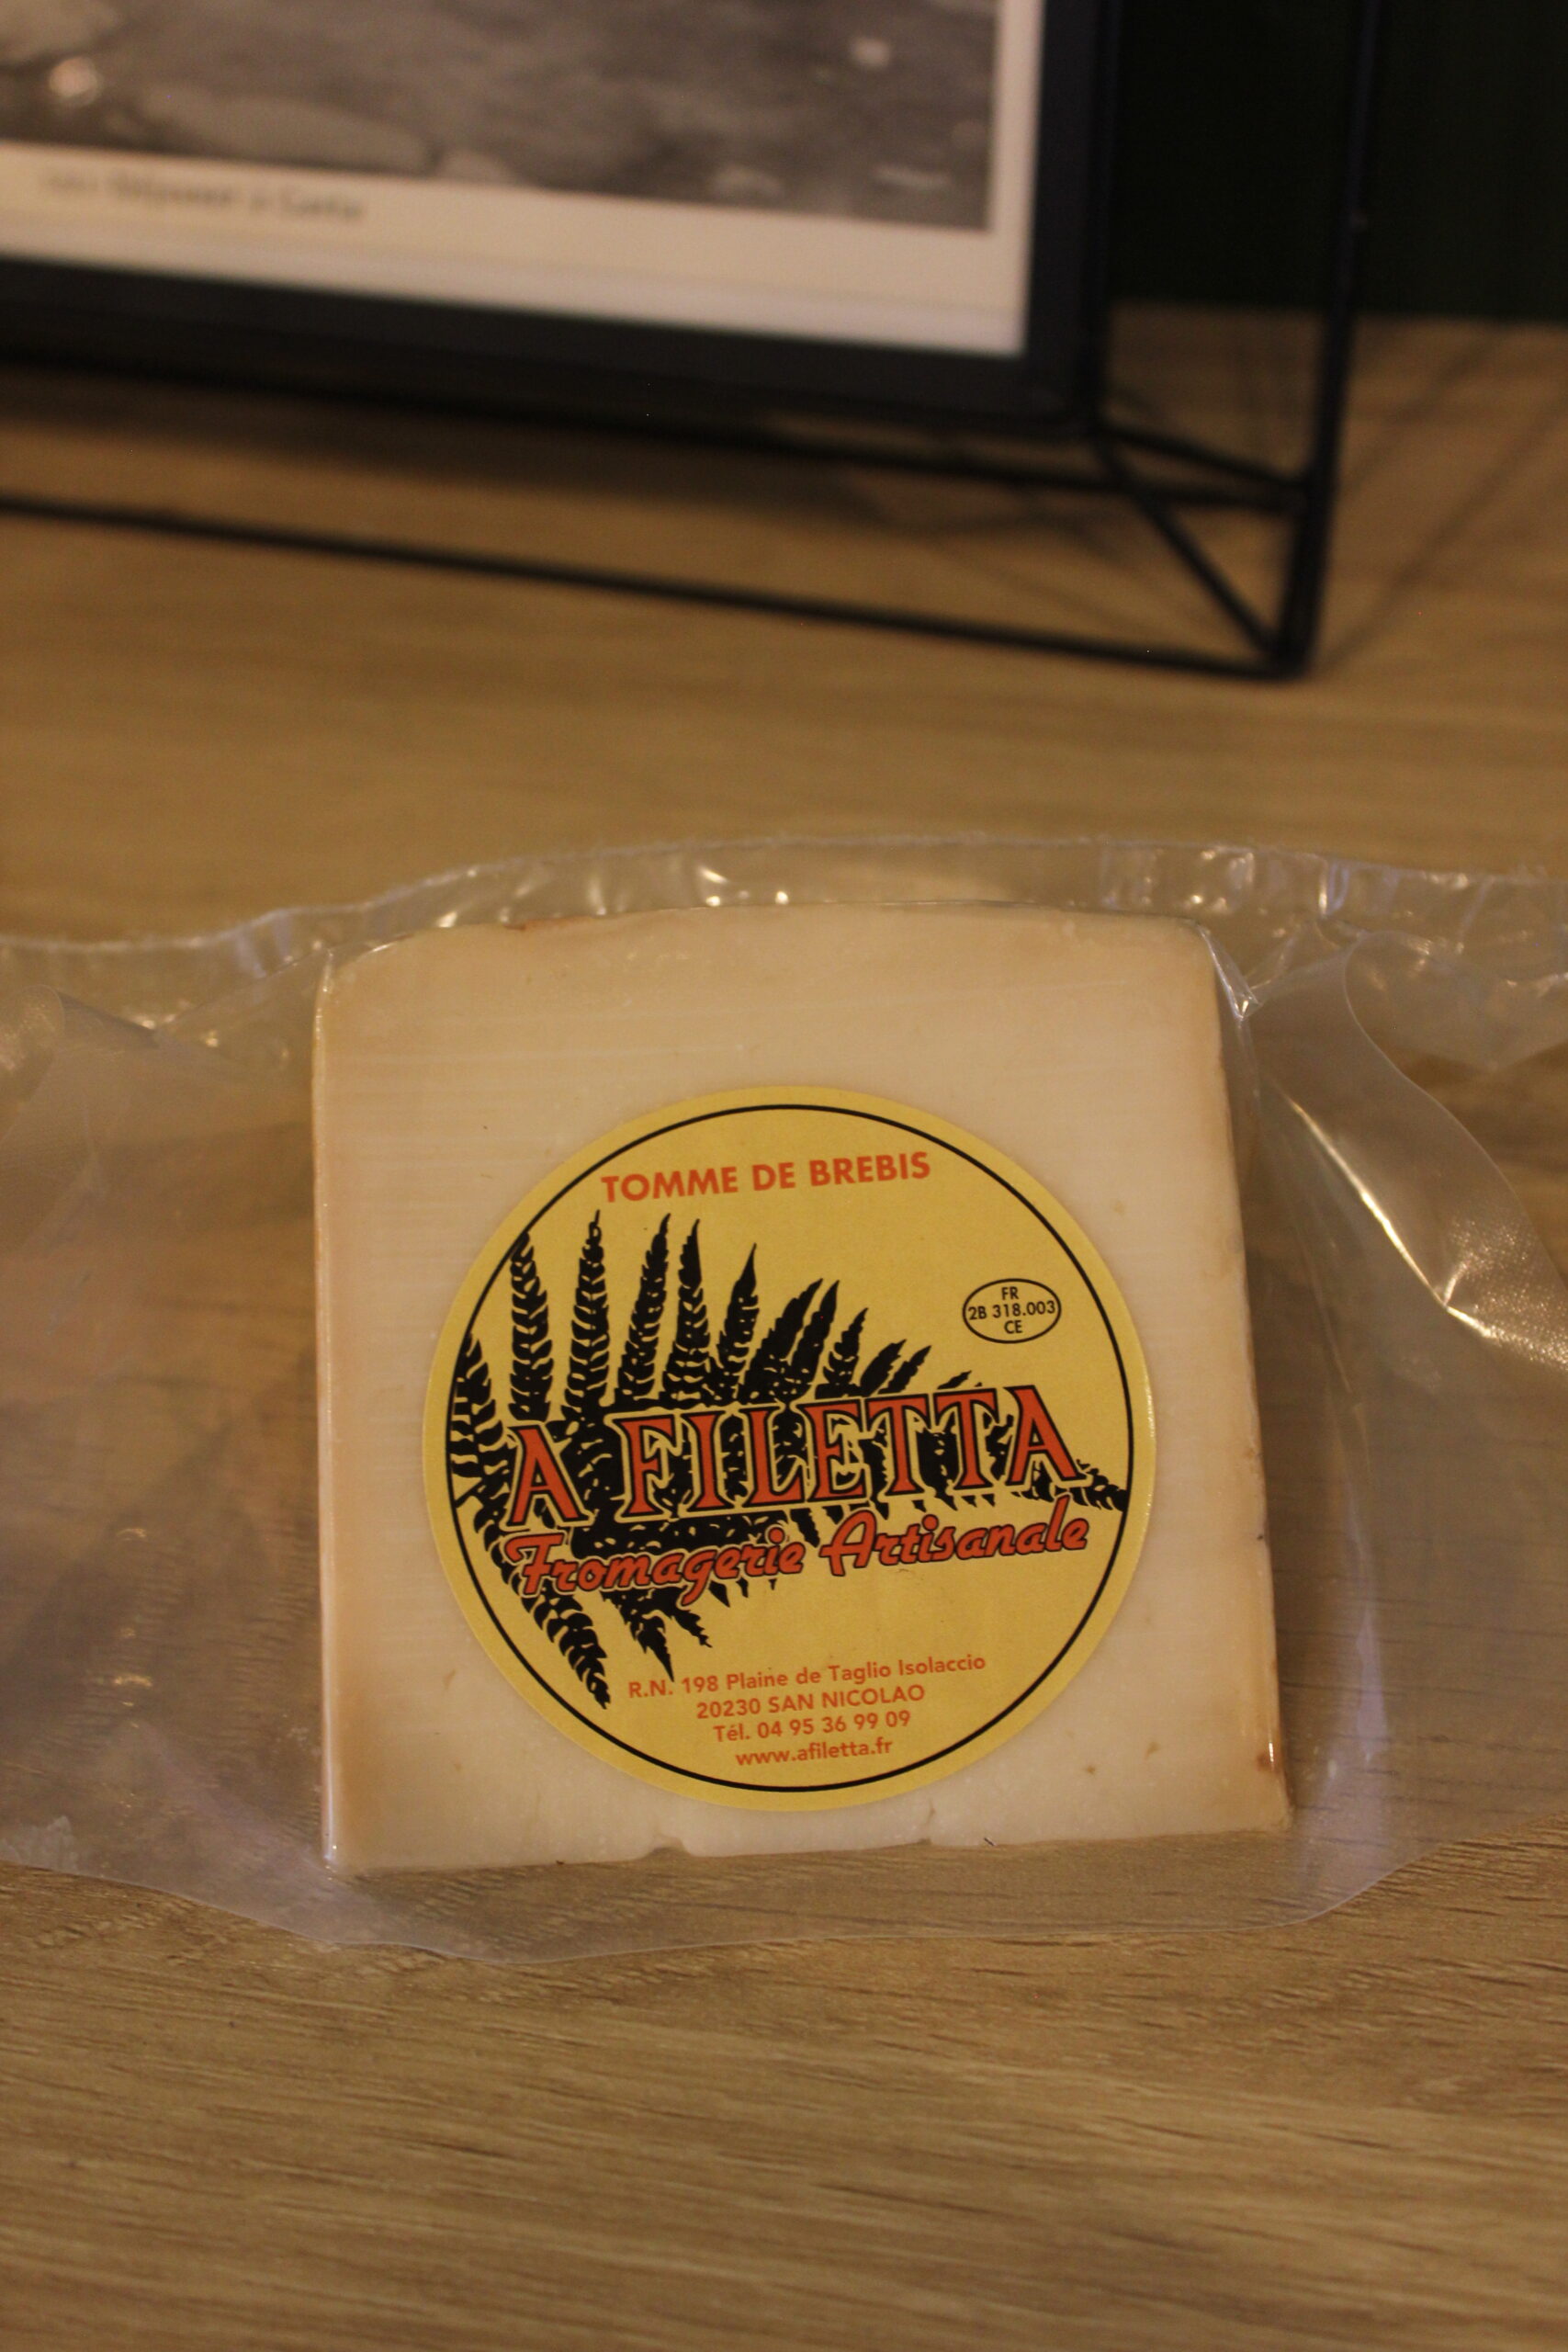 TOMME DE BREBIS
FR
2B 318.003
CE
A FILETTA
Fromagerie Artisanale
R.N. 198 Plaine de Taglio Isolaccio
20230 SAN NICOLAO
Tél. 04 95 36 99 09
www.afiletta.fr